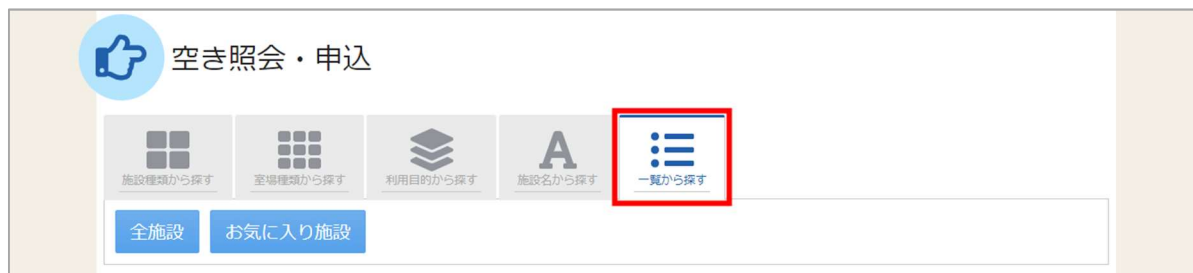 空き照会・申込
施設種類から探す
室場種類から探す
利用目的から探す
施設名から探す
一覧から探す
全施設
お気に入り施設